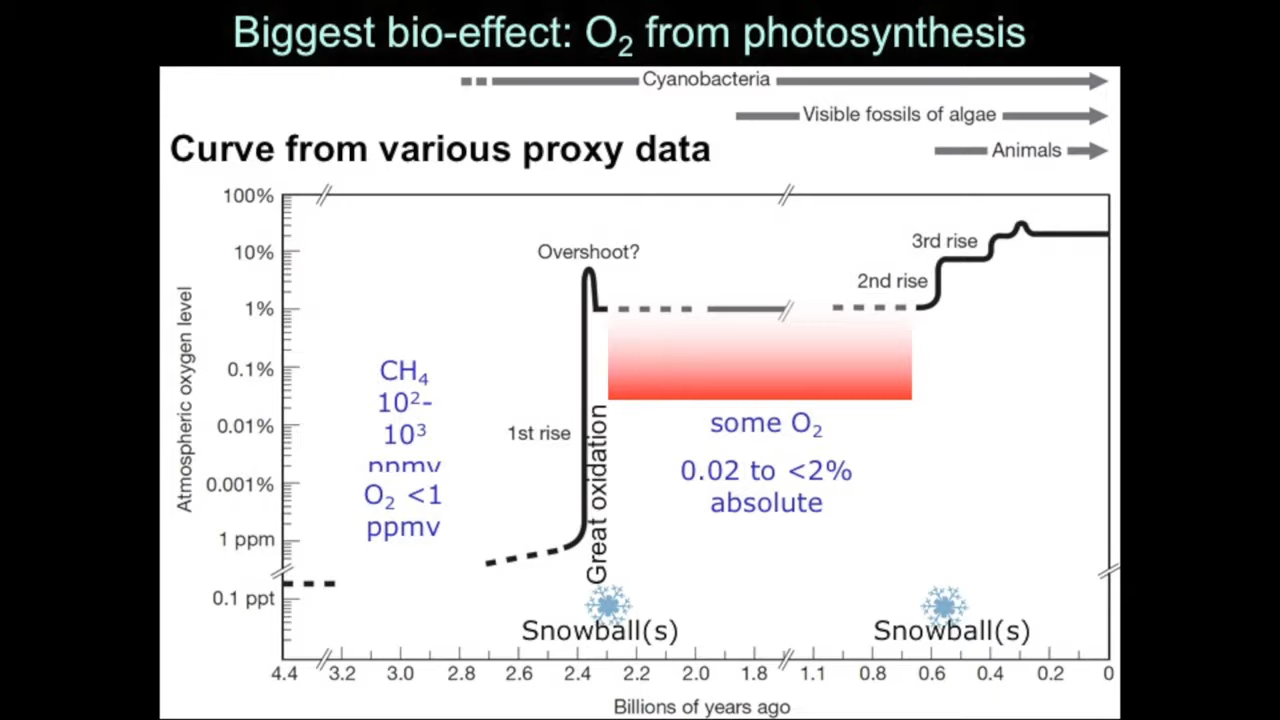 Biggest bio-effect: O₂ from photosynthesis
Cyanobacteria
Visible fossils of algae
Curve from various proxy data
Animals
100%
10%
1%
0.1%
0.01%
0.001%
1 ppm
0.1 ppt
Atmospheric oxygen level
Overshoot?
3rd rise
2nd rise
CH₄
10²-
10³
ppmv
O₂ <1
ppmv
1st rise
Great oxidation
some O₂
0.02 to <2%
absolute
Snowball(s)
Snowball(s)
4.4 3.2 3.0 2.8 2.6 2.4 2.2 2.0 1.8 1.1 0.8 0.6 0.4 0.2 0
Billions of years ago